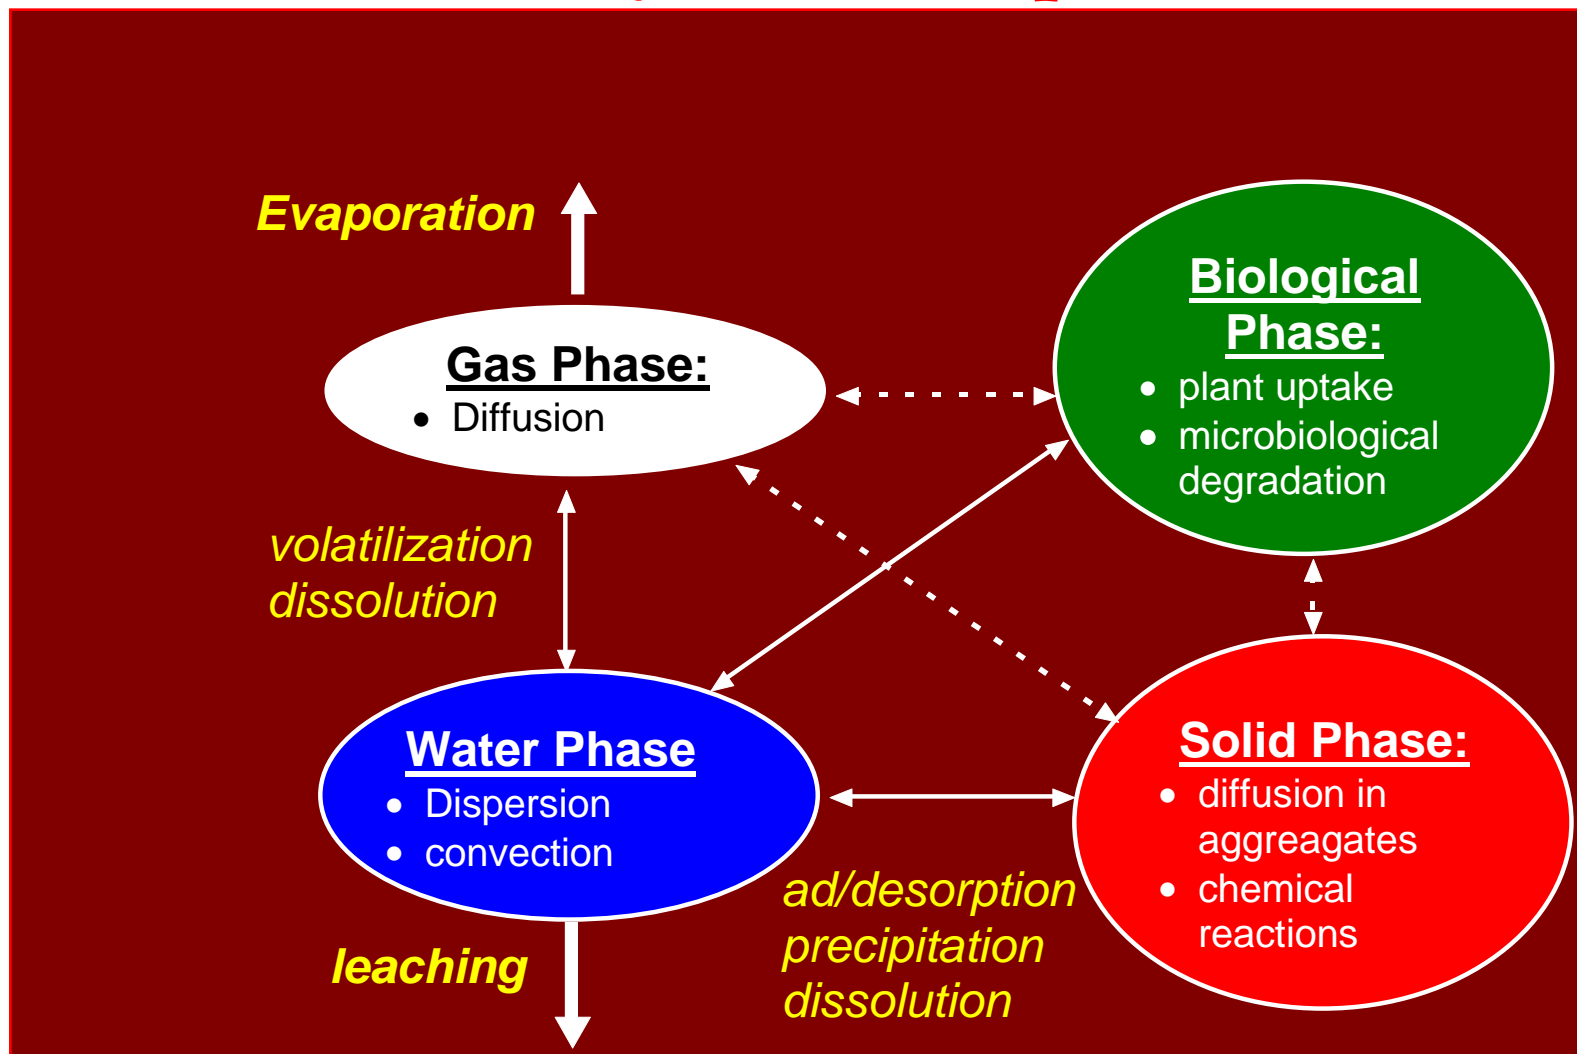 Evaporation
Gas Phase:
• Diffusion
Biological
Phase:
• plant uptake
• microbiological
degradation
volatilization
dissolution
Water Phase
• Dispersion
• convection
Solid Phase:
• diffusion in
aggreagates
• chemical
reactions
ad/desorption
precipitation
dissolution
leaching